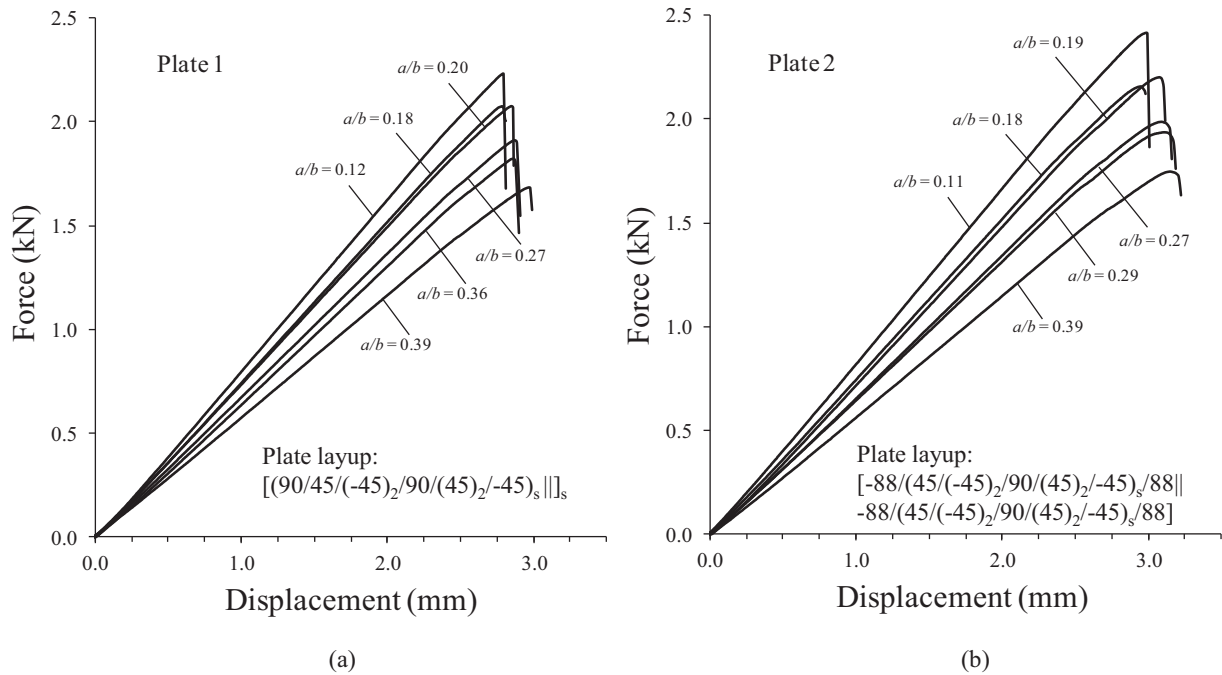 2.5
2.0
1.5
1.0
0.5
0.0
Force (kN)
Plate 1
a/b = 0.20
a/b = 0.18
a/b = 0.12
a/b = 0.27
a/b = 0.36
a/b = 0.39
Plate layup:
[(90/45/(-45)₂/90/(45)₂/-45)ₛ||]ₛ
0.0 1.0 2.0 3.0
Displacement (mm)
(a)
2.5
2.0
1.5
1.0
0.5
0.0
Force (kN)
Plate 2
a/b = 0.19
a/b = 0.18
a/b = 0.11
a/b = 0.27
a/b = 0.29
a/b = 0.39
Plate layup:
[-88/(45/(-45)₂/90/(45)₂/-45)ₛ/88||
-88/(45/(-45)₂/90/(45)₂/-45)ₛ/88]
0.0 1.0 2.0 3.0
Displacement (mm)
(b)